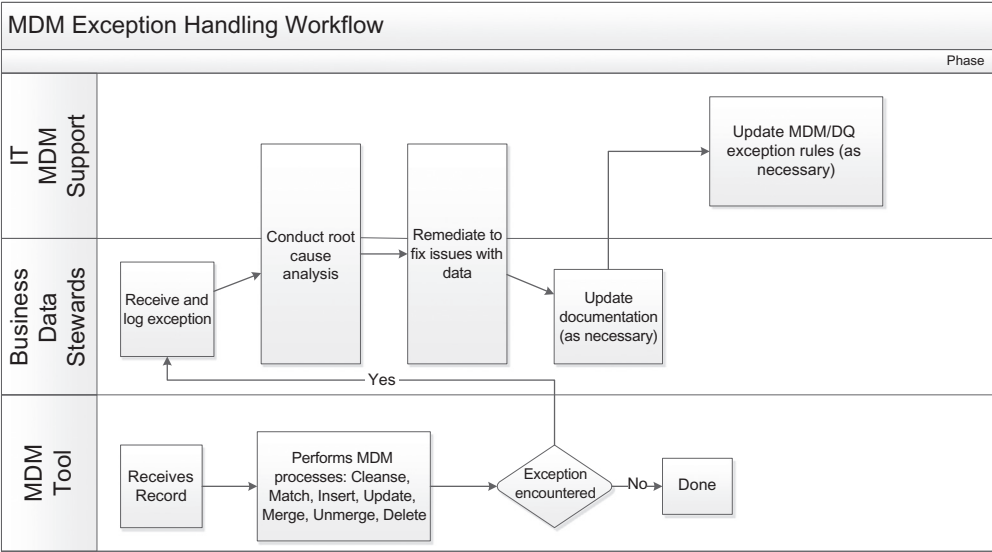 MDM Exception Handling Workflow
Phase
IT
MDM
Support
Update MDM/DQ
exception rules (as
necessary)
Conduct root
cause
analysis
Remediate to
fix issues with
data
Business
Data
Stewards
Receive and
log exception
Update
documentation
(as necessary)
Yes
MDM
Tool
Receives
Record
Performs MDM
processes: Cleanse,
Match, Insert, Update,
Merge, Unmerge, Delete
Exception
encountered
No
Done